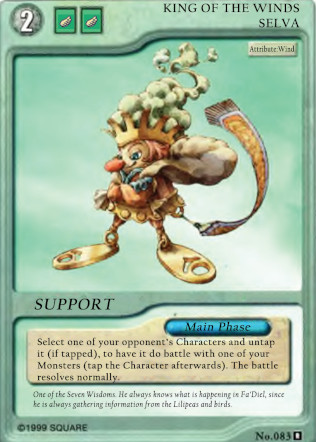 KING OF THE WINDS
SELVA
2
Attribute:Wind
SUPPORT
Main Phase
Select one of your opponent's Characters and untap
it (if tapped), to have it do battle with one of your
Monsters (tap the Character afterwards). The battle
resolves normally.
One of the Seven Wisdoms. He always knows what is happening in Fa'Diel, since
he is always gathering information from the Lilipeas and birds.
©1999 SQUARE
No.083